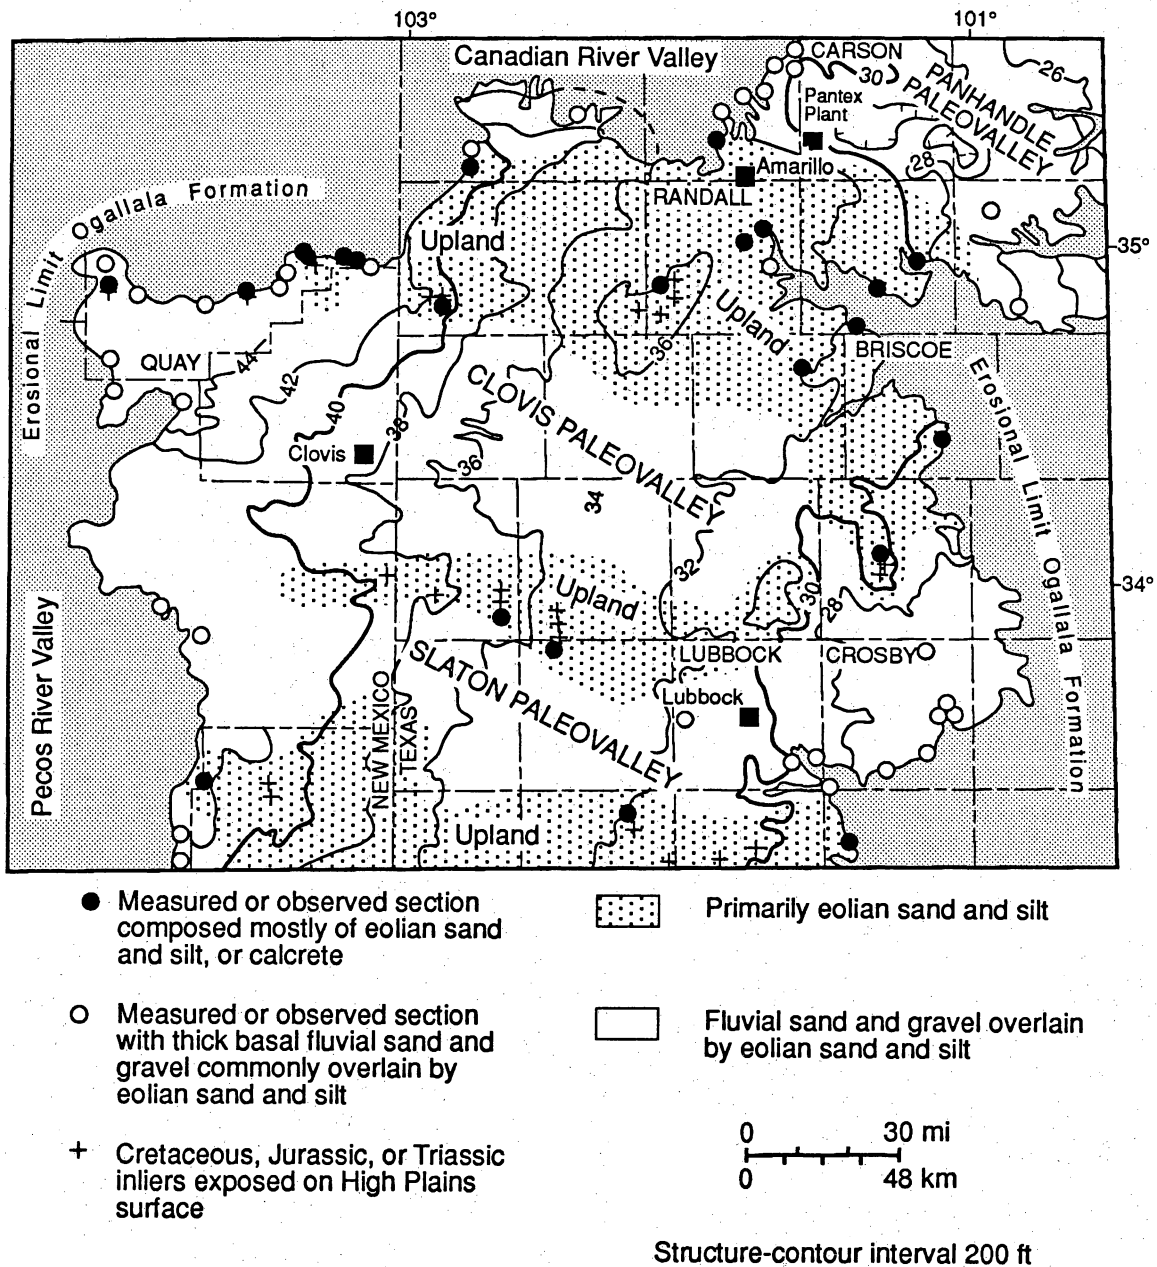 103°
101°
Canadian River Valley
CARSON
30
26
PANHANDLE
PALEOVALLEY
Pantex
Plant
28
Amarillo
RANDALL
Erosional Limit Ogallala Formation
Upland
35°
Upland
36
QUAY
44
42
40
38
BRISCOE
CLOVIS PALEOVALLEY
Clovis
36
34
Erosional Limit Ogallala Formation
32
30
28
34°
Upland
Pecos River Valley
SLATON PALEOVALLEY
LUBBOCK
CROSBY
Lubbock
NEW MEXICO
TEXAS
Upland
Measured or observed section
composed mostly of eolian sand
and silt, or calcrete
Primarily eolian sand and silt
Measured or observed section
with thick basal fluvial sand and
gravel commonly overlain by
eolian sand and silt
Fluvial sand and gravel overlain
by eolian sand and silt
Cretaceous, Jurassic, or Triassic
inliers exposed on High Plains
surface
0 30 mi
0 48 km
Structure-contour interval 200 ft